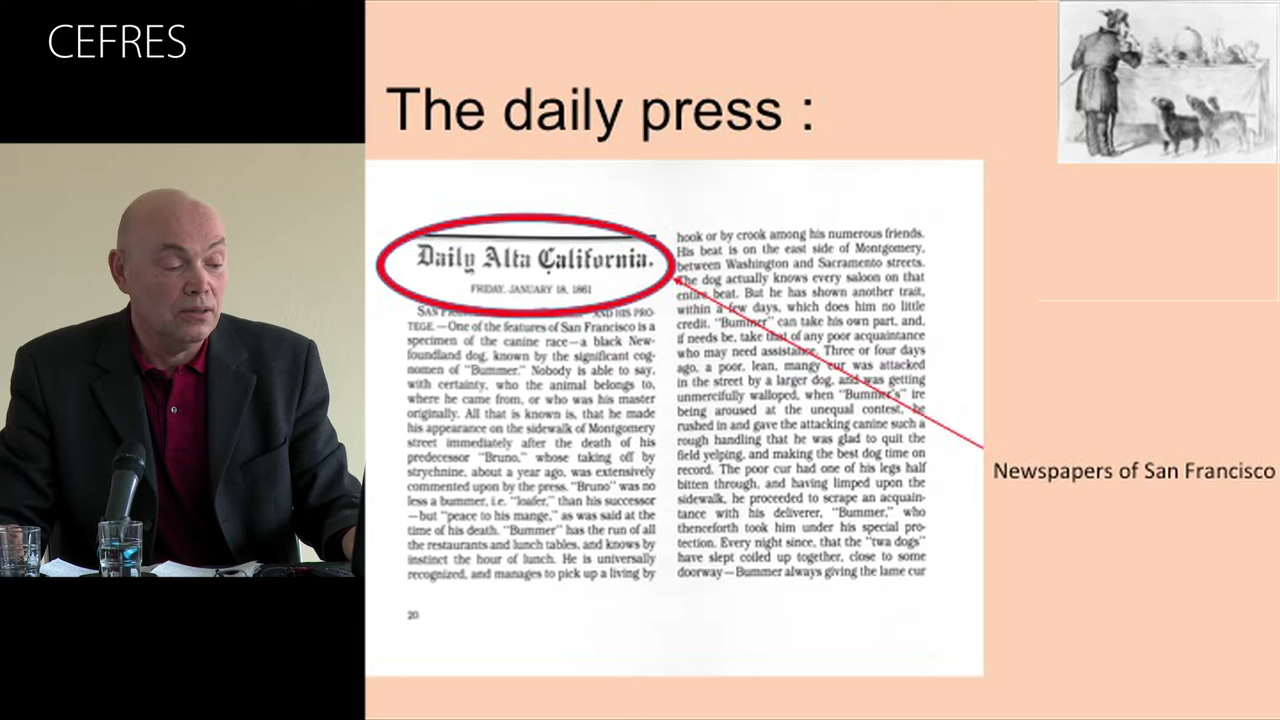 CEFRES
The daily press :
Daily Alta California.
FRIDAY, JANUARY 18, 1861
SAN AND HIS PRO-
TEGE.—One of the features of San Francisco is a
specimen of the canine race—a black New-
foundland dog, known by the significant cog-
nomen of "Bummer." Nobody is able to say,
with certainty, who the animal belongs to,
where he came from, or who was his master
originally. All that is known is, that he made
his appearance on the sidewalk of Montgomery
street immediately after the death of his
predecessor "Bruno," whose taking off by
strychnine, about a year ago, was extensively
commented upon by the press. "Bruno" was no
less a bummer, i.e. "loafer," than his successor
—but "peace to his mange," as was said at the
time of his death. "Bummer" has the run of all
the restaurants and lunch tables, and knows by
instinct the hour of lunch. He is universally
recognized, and manages to pick up a living by
20
hook or by crook among his numerous friends.
His beat is on the east side of Montgomery,
between Washington and Sacramento streets.
The dog actually knows every saloon on that
entire beat. But he has shown another trait,
within a few days, which does him no little
credit. "Bummer" can take his own part, and,
if needs be, take that of any poor acquaintance
who may need assistance. Three or four days
ago, a poor, lean, mangy cur was attacked
in the street by a larger dog, and was getting
unmercifully walloped, when "Bummer's" ire
being aroused at the unequal contest, he
rushed in and gave the attacking canine such a
rough handling that he was glad to quit the
field yelping, and making the best dog time on
record. The poor cur had one of his legs half
bitten through, and having limped upon the
sidewalk, he proceeded to scrape an acquain-
tance with his deliverer, "Bummer," who
thenceforth took him under his special pro-
tection. Every night since, that the "twa dogs"
have slept coiled up together, close to some
doorway—Bummer always giving the lame cur
Newspapers of San Francisco